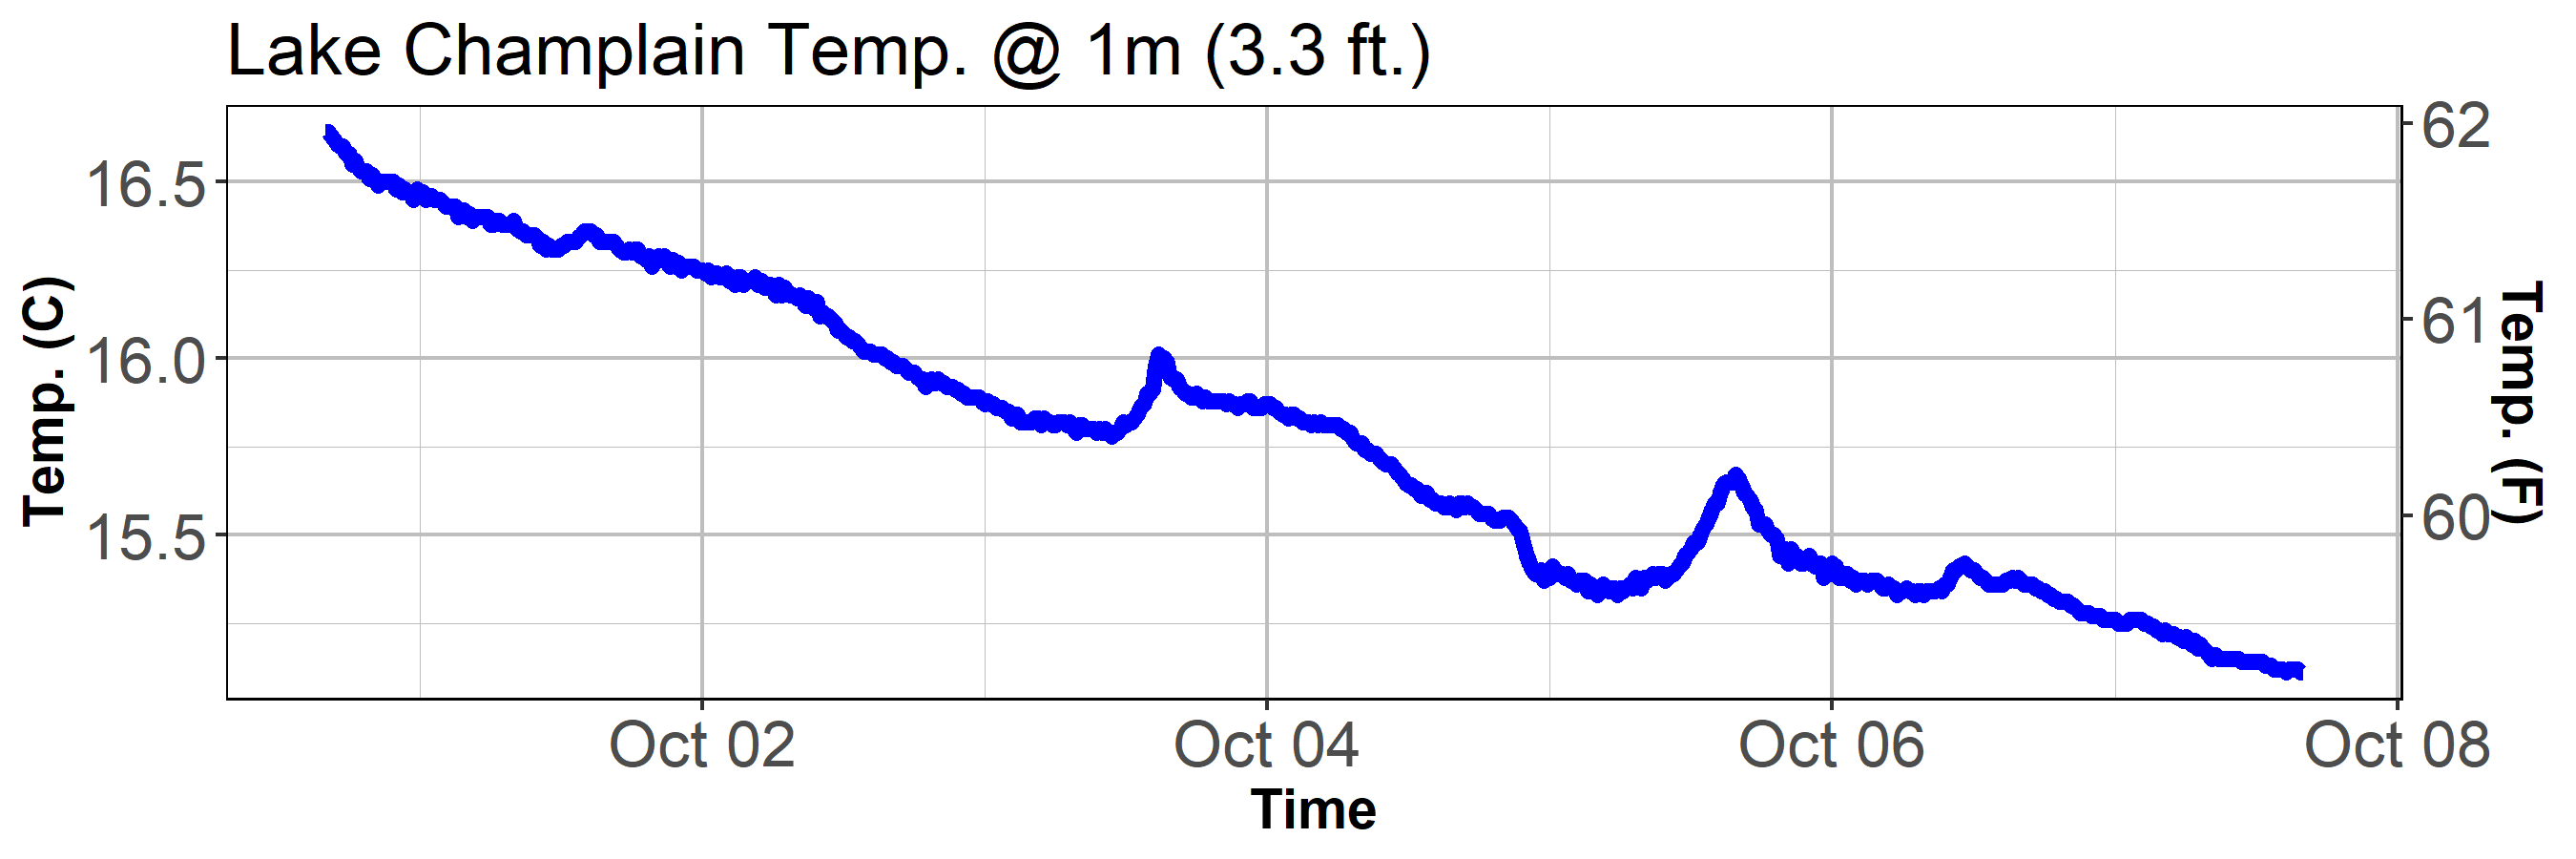 Lake Champlain Temp. @ 1m (3.3 ft.)
Temp. (C)
16.5
16.0
15.5
62
61
60
Temp. (F)
Oct 02
Oct 04
Oct 06
Oct 08
Time